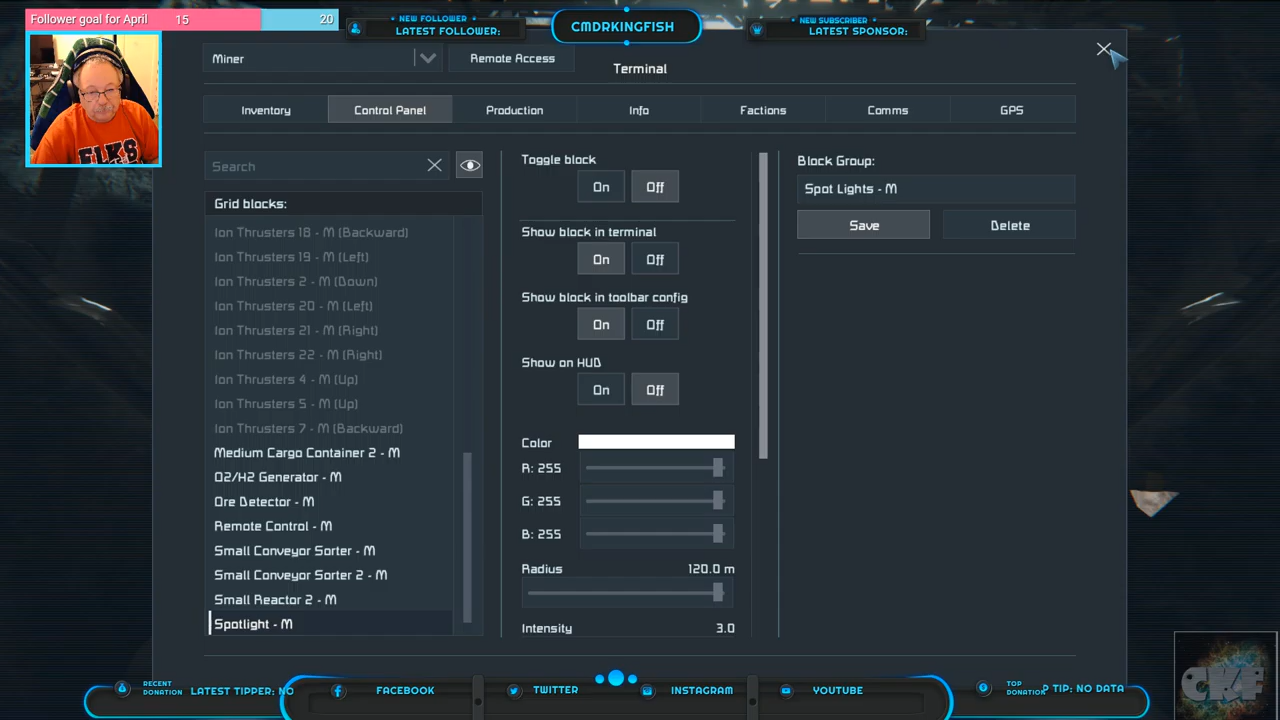 Follower goal for April 15 20
NEW FOLLOWER
LATEST FOLLOWER:
CMDRKINGFISH
NEW SUBSCRIBER
LATEST SPONSOR:
Miner
Remote Access
Terminal
Inventory
Control Panel
Production
Info
Factions
Comms
GPS
Search
Grid blocks:
Ion Thrusters 18 - M (Backward)
Ion Thrusters 19 - M (Left)
Ion Thrusters 2 - M (Down)
Ion Thrusters 20 - M (Left)
Ion Thrusters 21 - M (Right)
Ion Thrusters 22 - M (Right)
Ion Thrusters 4 - M (Up)
Ion Thrusters 5 - M (Up)
Ion Thrusters 7 - M (Backward)
Medium Cargo Container 2 - M
O2/H2 Generator - M
Ore Detector - M
Remote Control - M
Small Conveyor Sorter - M
Small Conveyor Sorter 2 - M
Small Reactor 2 - M
Spotlight - M
Toggle block
On Off
Show block in terminal
On Off
Show block in toolbar config
On Off
Show on HUD
On Off
Color
R: 255
G: 255
B: 255
Radius 120.0 m
Intensity 3.0
Block Group:
Spot Lights - M
Save Delete
ELKS
RECENT DONATION
LATEST TIPPER: NO
FACEBOOK
TWITTER
INSTAGRAM
YOUTUBE
TOP DONATION
P TIP: NO DATA
CKF